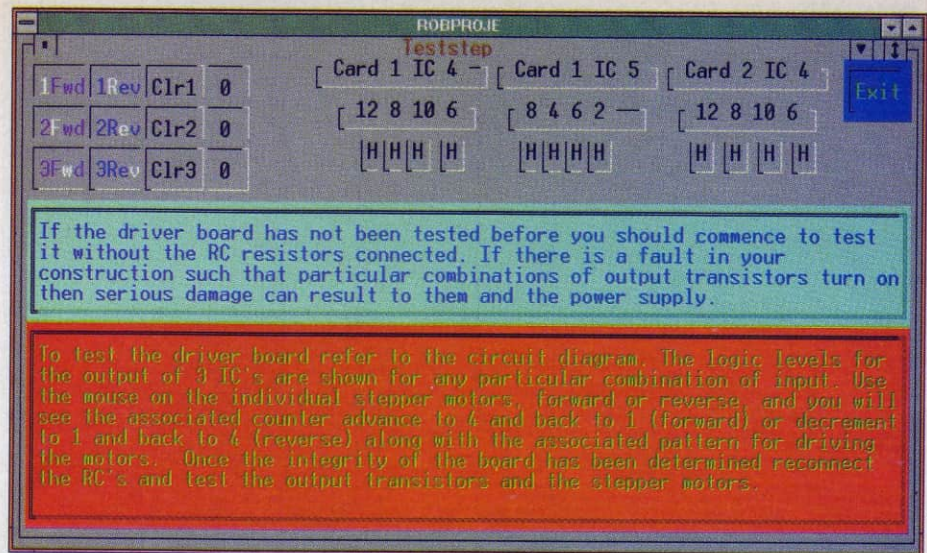 ROBPROJE
Teststep
1Fwd 1Rev Clr1 0
2Fwd 2Rev Clr2 0
3Fwd 3Rev Clr3 0
Card 1 IC 4
12 8 10 6
H H H H
Card 1 IC 5
8 4 6 2
H H H H
Card 2 IC 4
12 8 10 6
H H H H
Exit
If the driver board has not been tested before you should commence to test
it without the RC resistors connected. If there is a fault in your
construction such that particular combinations of output transistors turn on
then serious damage can result to them and the power supply.
To test the driver board refer to the circuit diagram. The logic levels for
the output of 3 IC's are shown for any particular combination of input. Use
the mouse on the individual stepper motors, forward or reverse, and you will
see the associated counter advance to 4 and back to 1 (forward) or decrement
to 1 and back to 4 (reverse) along with the associated pattern for driving
the motors. Once the integrity of the board has been determined reconnect
the RC's and test the output transistors and the stepper motors.